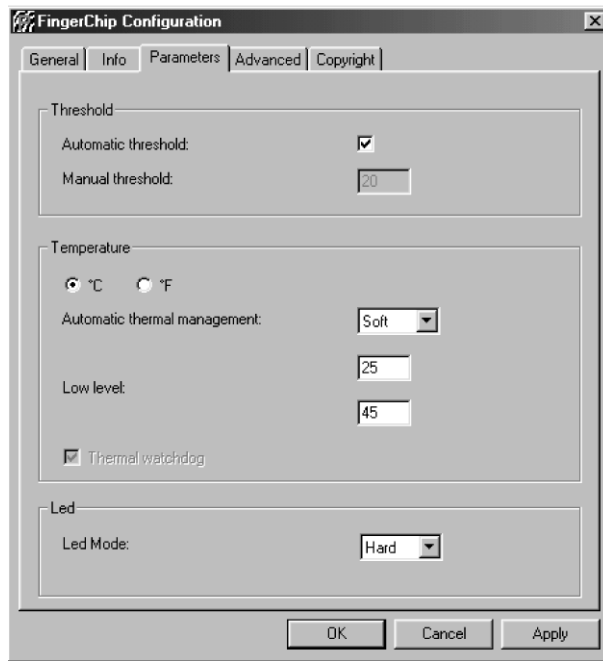 FingerChip Configuration
General Info Parameters Advanced Copyright
Threshold
Automatic threshold:
Manual threshold: 20
Temperature
°C °F
Automatic thermal management: Soft
25
Low level:
45
Thermal watchdog
Led
Led Mode: Hard
OK Cancel Apply